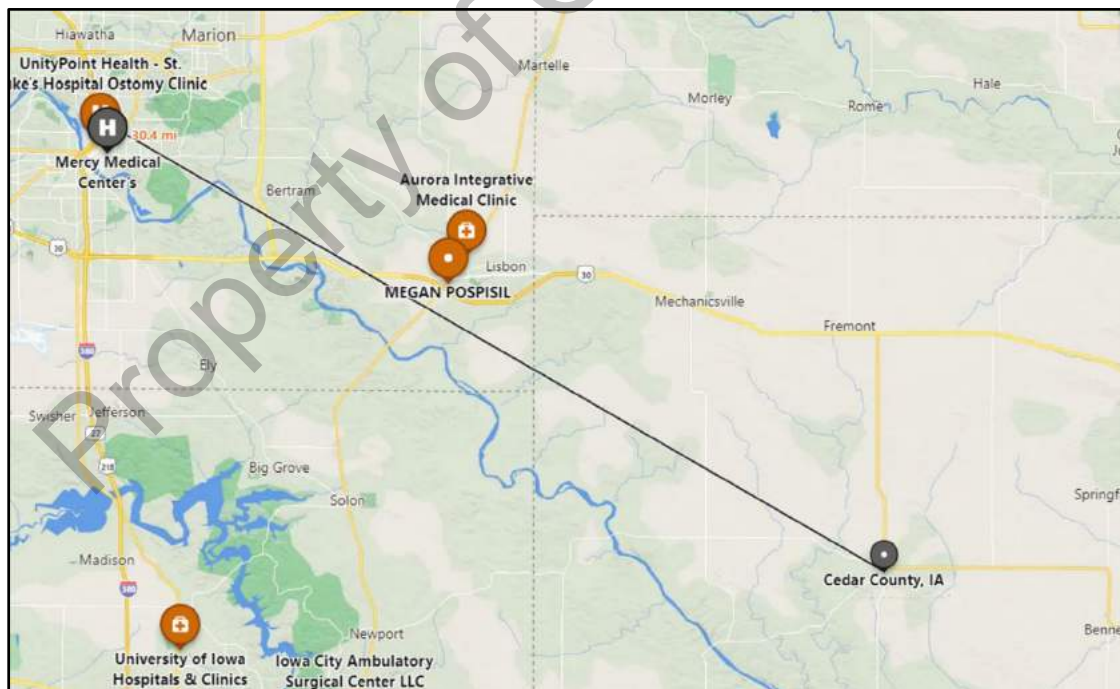 Hiawatha
Marion
UnityPoint Health - St.
uke's Hospital Ostomy Clinic
H
30.4 mi
Mercy Medical
Center's
Martelle
Morley
Rome
Hale
Bertram
Aurora Integrative
Medical Clinic
30
Lisbon
30
MEGAN POSPISIL
Mechanicsville
Fremont
380
Ely
Swisher
Jefferson
27
218
Big Grove
Solon
Springf
Madison
380
Cedar County, IA
Newport
Benne
University of Iowa
Hospitals & Clinics
Iowa City Ambulatory
Surgical Center LLC
Property of